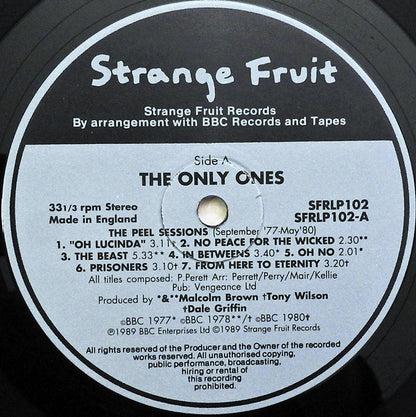 Strange Fruit
Strange Fruit Records
By arrangement with BBC Records and Tapes
Side A
THE ONLY ONES
33 1/3 rpm Stereo
Made in England
SFRLP102
SFRLP102-A
THE PEEL SESSIONS (September '77-May'80)
1. "OH LUCINDA" 3.11† 2. NO PEACE FOR THE WICKED 2.30**
3. THE BEAST 5.33** 4. IN BETWEENS 3.40* 5. OH NO 2.01*
6. PRISONERS 3.10† 7. FROM HERE TO ETERNITY 3.20†
All titles composed: P.Perett Arr: Perrett/Perry/Mair/Kellie
Pub: Vengeance Ltd
Produced by *&**Malcolm Brown †Tony Wilson
†Dale Griffin
©BBC 1977* ©BBC 1978**/† ©BBC 1980†
℗1989 BBC Enterprises Ltd ©1989 Strange Fruit Records
All rights reserved of the Producer and the Owner of the recorded
works reserved. All unauthorised copying,
public performance, broadcasting,
hiring or rental of
this recording
prohibited.